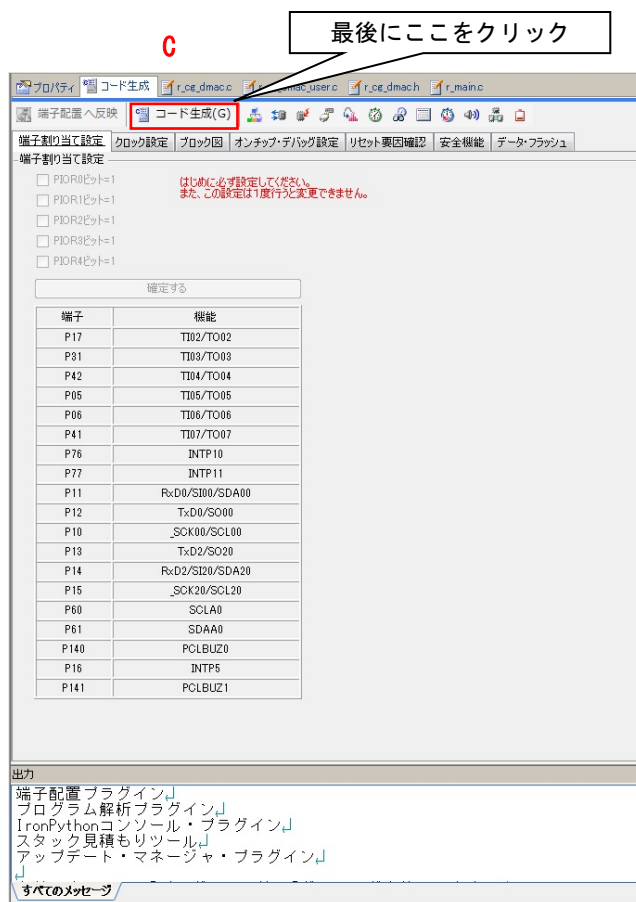 最後にここをクリック
C
プロパティ コード生成 r_cg_dmac.c r_cg_dmac_user.c r_cg_dmac.h r_main.c
端子配置へ反映 コード生成(G)
端子割り当て設定 クロック設定 ブロック図 オンチップ・デバッグ設定 リセット要因確認 安全機能 データ・フラッシュ
端子割り当て設定
PIOR0ビット=1
はじめに必ず設定してください。
また、この設定は1度行うと変更できません。
PIOR1ビット=1
PIOR2ビット=1
PIOR3ビット=1
PIOR4ビット=1
確定する
端子 機能
P17 TI02/TO02
P31 TI03/TO03
P42 TI04/TO04
P05 TI05/TO05
P06 TI06/TO06
P41 TI07/TO07
P76 INTP10
P77 INTP11
P11 RxD0/SI00/SDA00
P12 TxD0/SO00
P10 _SCK00/SCL00
P13 TxD2/SO20
P14 RxD2/SI20/SDA20
P15 _SCK20/SCL20
P60 SCLA0
P61 SDAA0
P140 PCLBUZ0
P16 INTP5
P141 PCLBUZ1
出力
端子配置プラグイン↓
プログラム解析プラグイン↓
IronPythonコンソール・プラグイン↓
スタック見積もりツール↓
アップデート・マネージャ・プラグイン↓
↓
すべてのメッセージ